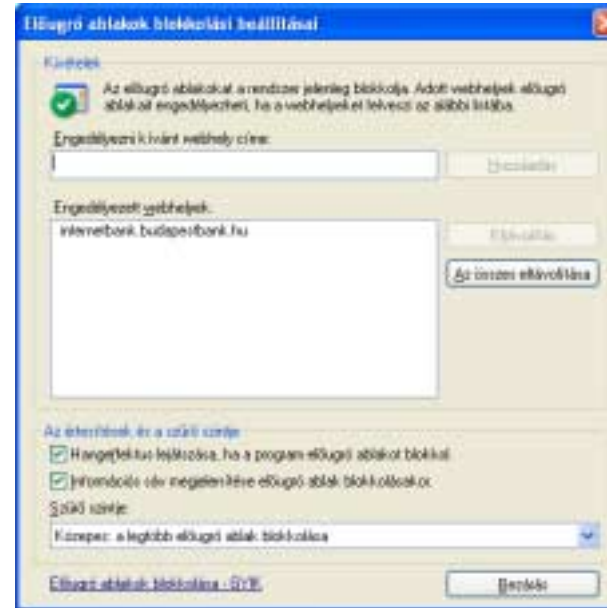 Előugró ablakok blokkolási beállításai
Kivételek
Az előugró ablakokat a rendszer jelenleg blokkolja. Adott webhelyek előugró
ablakait engedélyezheti, ha a webhelyeket felveszi az alábbi listába.
Engedélyezni kívánt webhely címe:
Hozzáadás
Engedélyezett webhelyek:
internetbank.budapestbank.hu
Eltávolítás
Az összes eltávolítása
Az értesítések és a szűrő szintje
Hangeffektus lejátszása, ha a program előugró ablakot blokkol
Információs sáv megjelenítése előugró ablak blokkolásakor
Szűrő szintje:
Közepes: a legtöbb előugró ablak blokkolása
Előugró ablakok blokkolása - GYIK
Bezárás